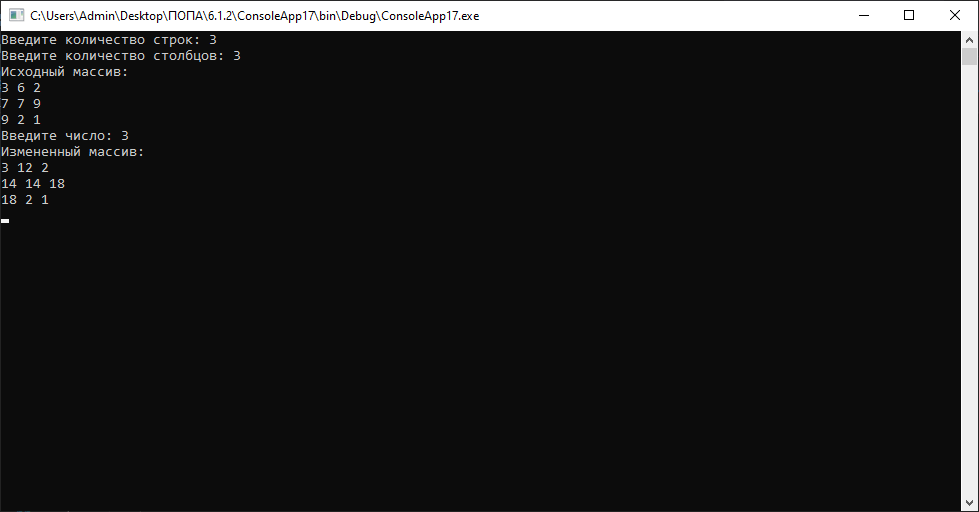 C:\Users\Admin\Desktop\ПОПА\6.1.2\ConsoleApp17\bin\Debug\ConsoleApp17.exe
Введите количество строк: 3
Введите количество столбцов: 3
Исходный массив:
3 6 2
7 7 9
9 2 1
Введите число: 3
Измененный массив:
3 12 2
14 14 18
18 2 1